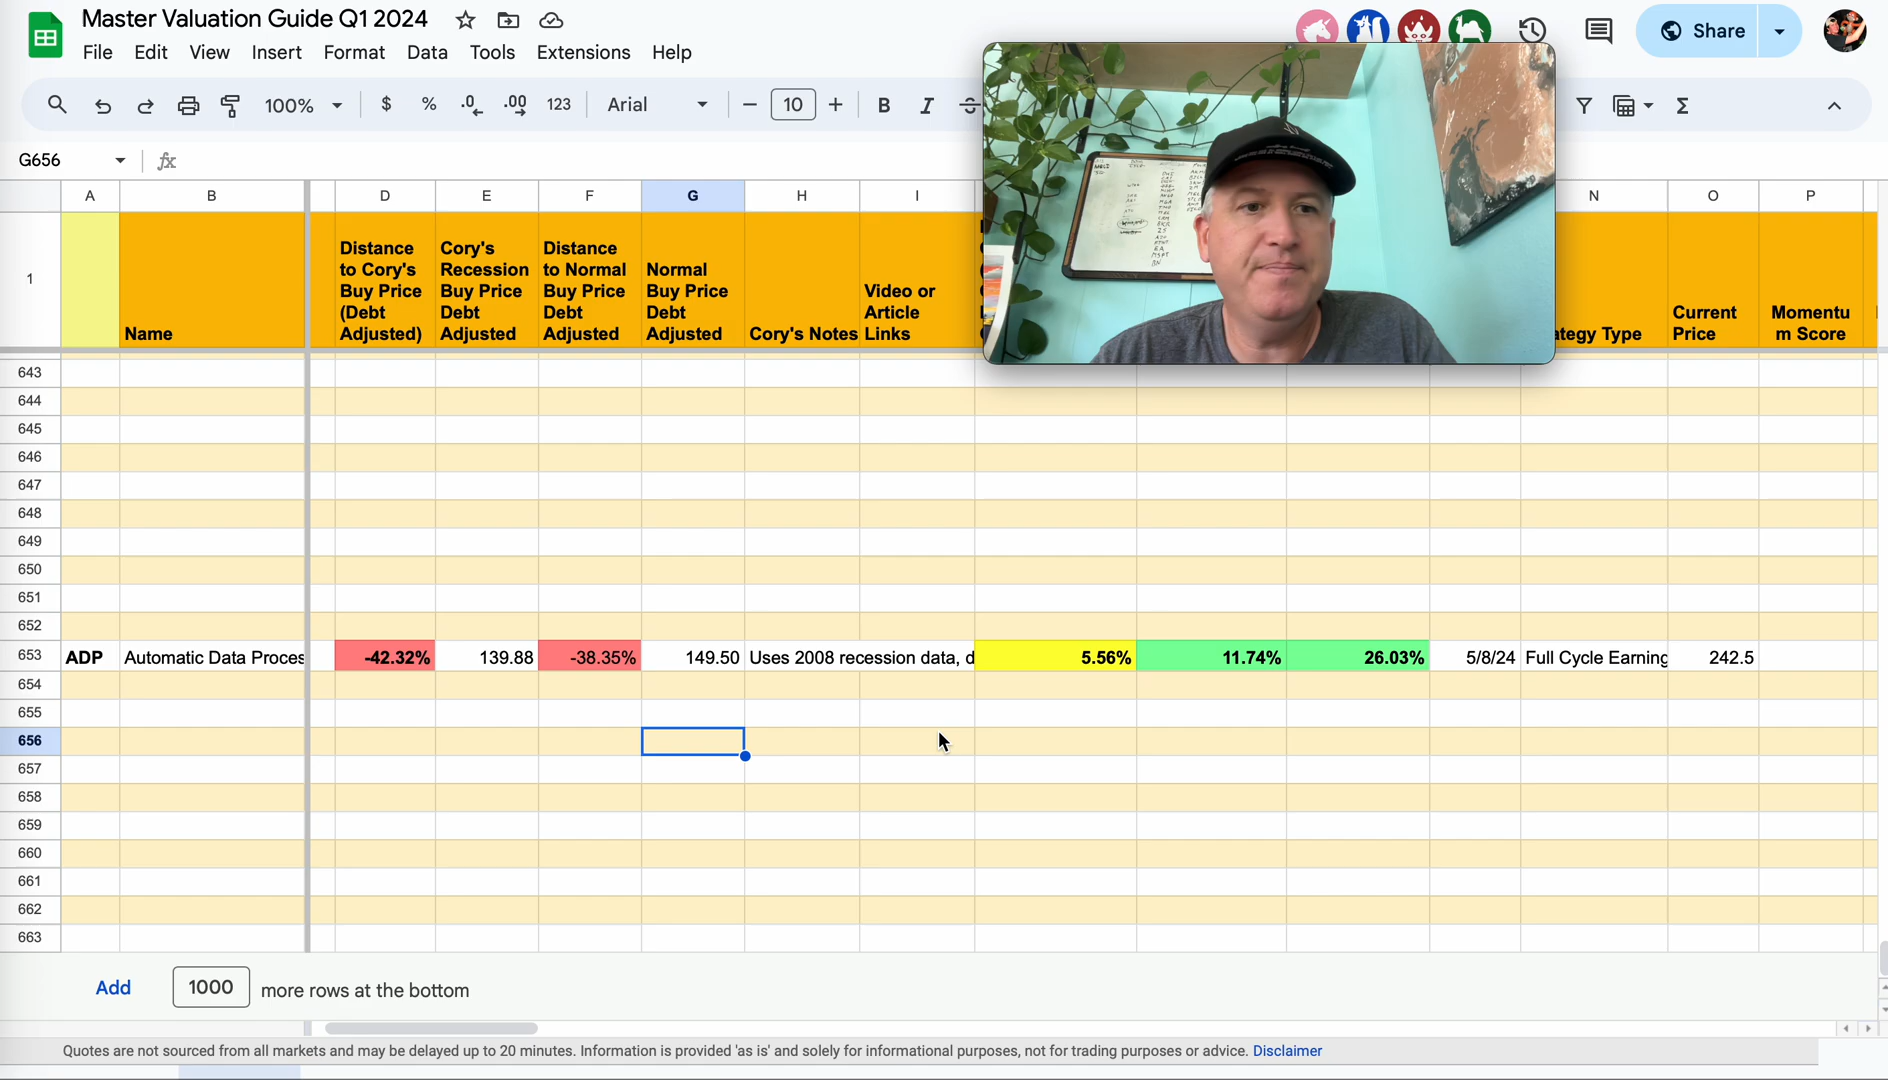 Master Valuation Guide Q1 2024
File Edit View Insert Format Data Tools Extensions Help
Share
100% $ % .0 .00 123 Arial 10 B I S Σ
G656 fx
A B D E F G H I N O P
1
Name
Distance
to Cory's
Buy Price
(Debt
Adjusted)
Cory's
Recession
Buy Price
Debt
Adjusted
Distance
to Normal
Buy Price
Debt
Adjusted
Normal
Buy Price
Debt
Adjusted
Cory's Notes
Video or
Article
Links
ategy Type
Current
Price
Momentu
m Score
643
644
645
646
647
648
649
650
651
652
653 ADP Automatic Data Proces -42.32% 139.88 -38.35% 149.50 Uses 2008 recession data, d 5.56% 11.74% 26.03% 5/8/24 Full Cycle Earning 242.5
654
655
656
657
658
659
660
661
662
663
Add 1000 more rows at the bottom
Quotes are not sourced from all markets and may be delayed up to 20 minutes. Information is provided 'as is' and solely for informational purposes, not for trading purposes or advice. Disclaimer